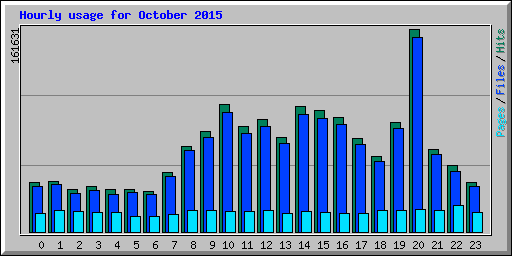 Hourly usage for October 2015
161631
Pages/Files/Hits
0 1 2 3 4 5 6 7 8 9 10 11 12 13 14 15 16 17 18 19 20 21 22 23